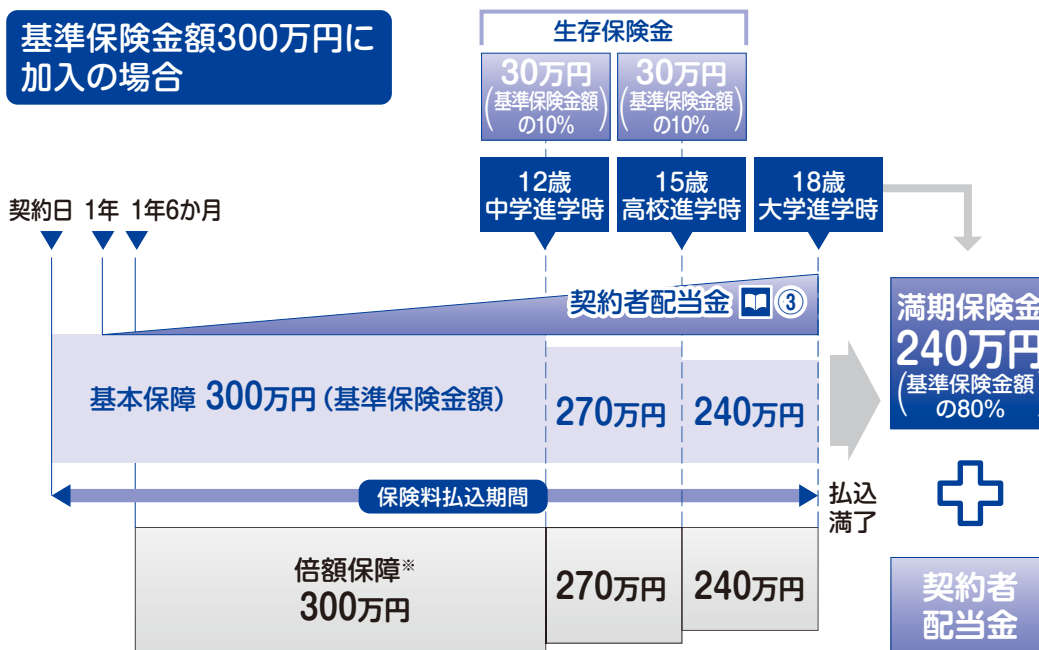 基準保険金額300万円に
加入の場合
生存保険金
30万円
(基準保険金額
の10%)
30万円
(基準保険金額
の10%)
12歳
中学進学時
15歳
高校進学時
18歳
大学進学時
契約日 1年 1年6か月
契約者配当金 ③
基本保障 300万円(基準保険金額)
270万円
240万円
満期保険金
240万円
(基準保険金額
の80%)
保険料払込期間
払込
満了
倍額保障※
300万円
270万円
240万円
契約者
配当金